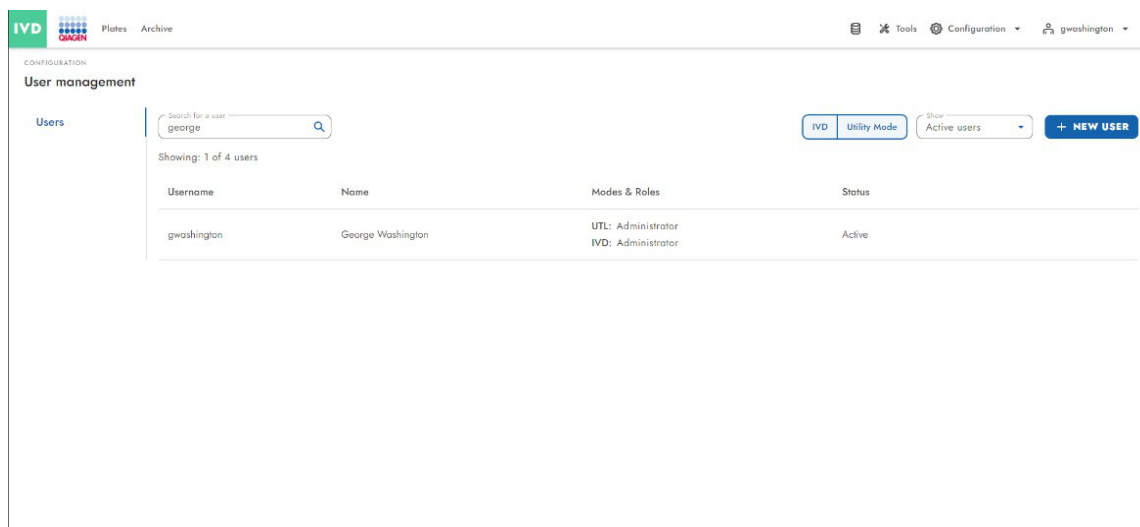 IVD QIAGEN Plates Archive Tools Configuration gwashington
CONFIGURATION
User management
Users
Search for a user
george
IVD Utility Mode
Show
Active users
+ NEW USER
Showing: 1 of 4 users
Username Name Modes & Roles Status
gwashington George Washington UTL: Administrator Active
IVD: Administrator